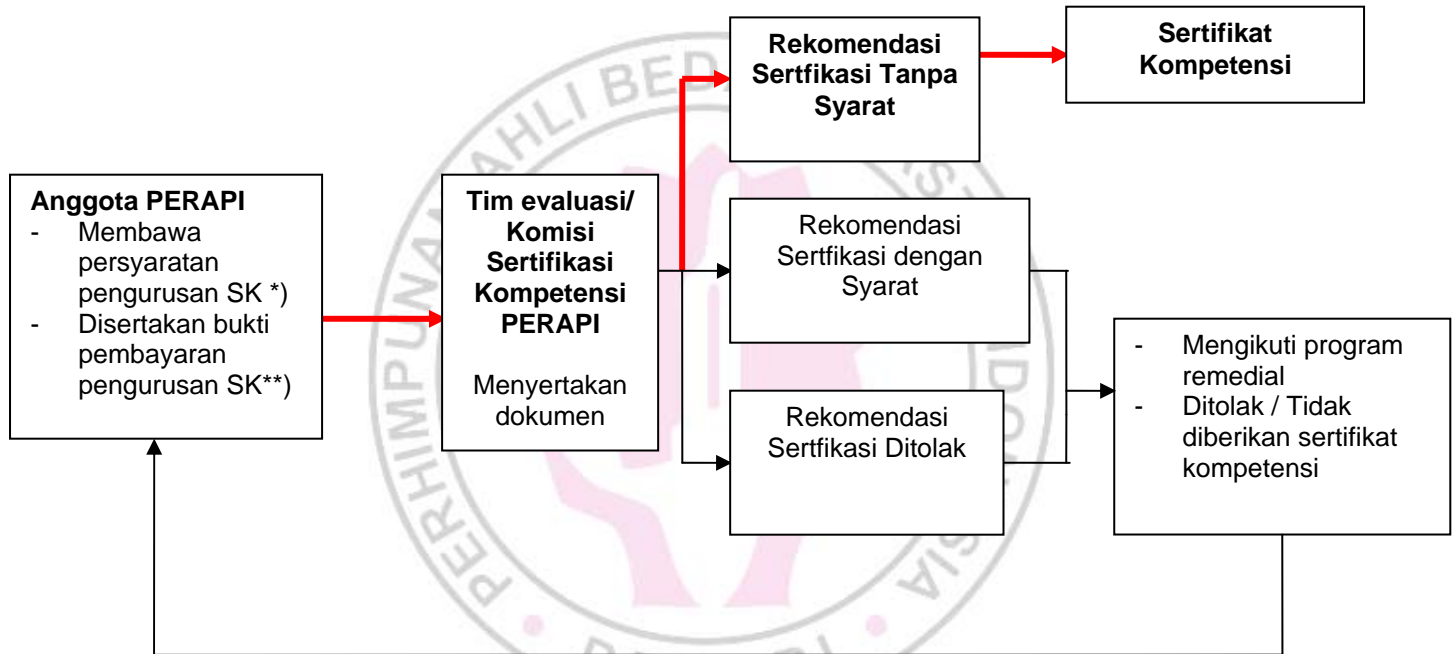 Anggota PERAPI
- Membawa
persyaratan
pengurusan SK *)
- Disertakan bukti
pembayaran
pengurusan SK**)
Tim evaluasi/
Komisi
Sertifikasi
Kompetensi
PERAPI
Menyertakan
dokumen
Rekomendasi
Sertfikasi Tanpa
Syarat
Sertifikat
Kompetensi
Rekomendasi
Sertfikasi dengan
Syarat
Rekomendasi
Sertfikasi Ditolak
- Mengikuti program
remedial
- Ditolak / Tidak
diberikan sertifikat
kompetensi